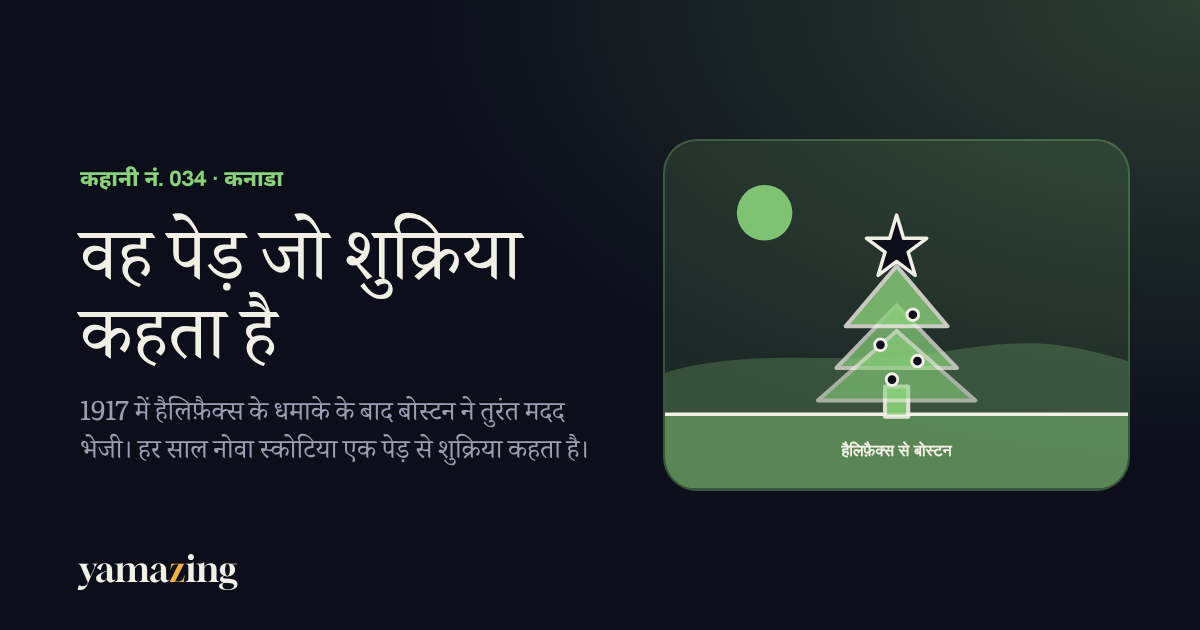 कहानी नं. 034 · कनाडा
वह पेड़ जो शुक्रिया
कहता है
1917 में हैलिफ़ैक्स के धमाके के बाद बोस्टन ने तुरंत मदद
भेजी। हर साल नोवा स्कोटिया एक पेड़ से शुक्रिया कहता है।
हैलिफ़ैक्स से बोस्टन
yamazing